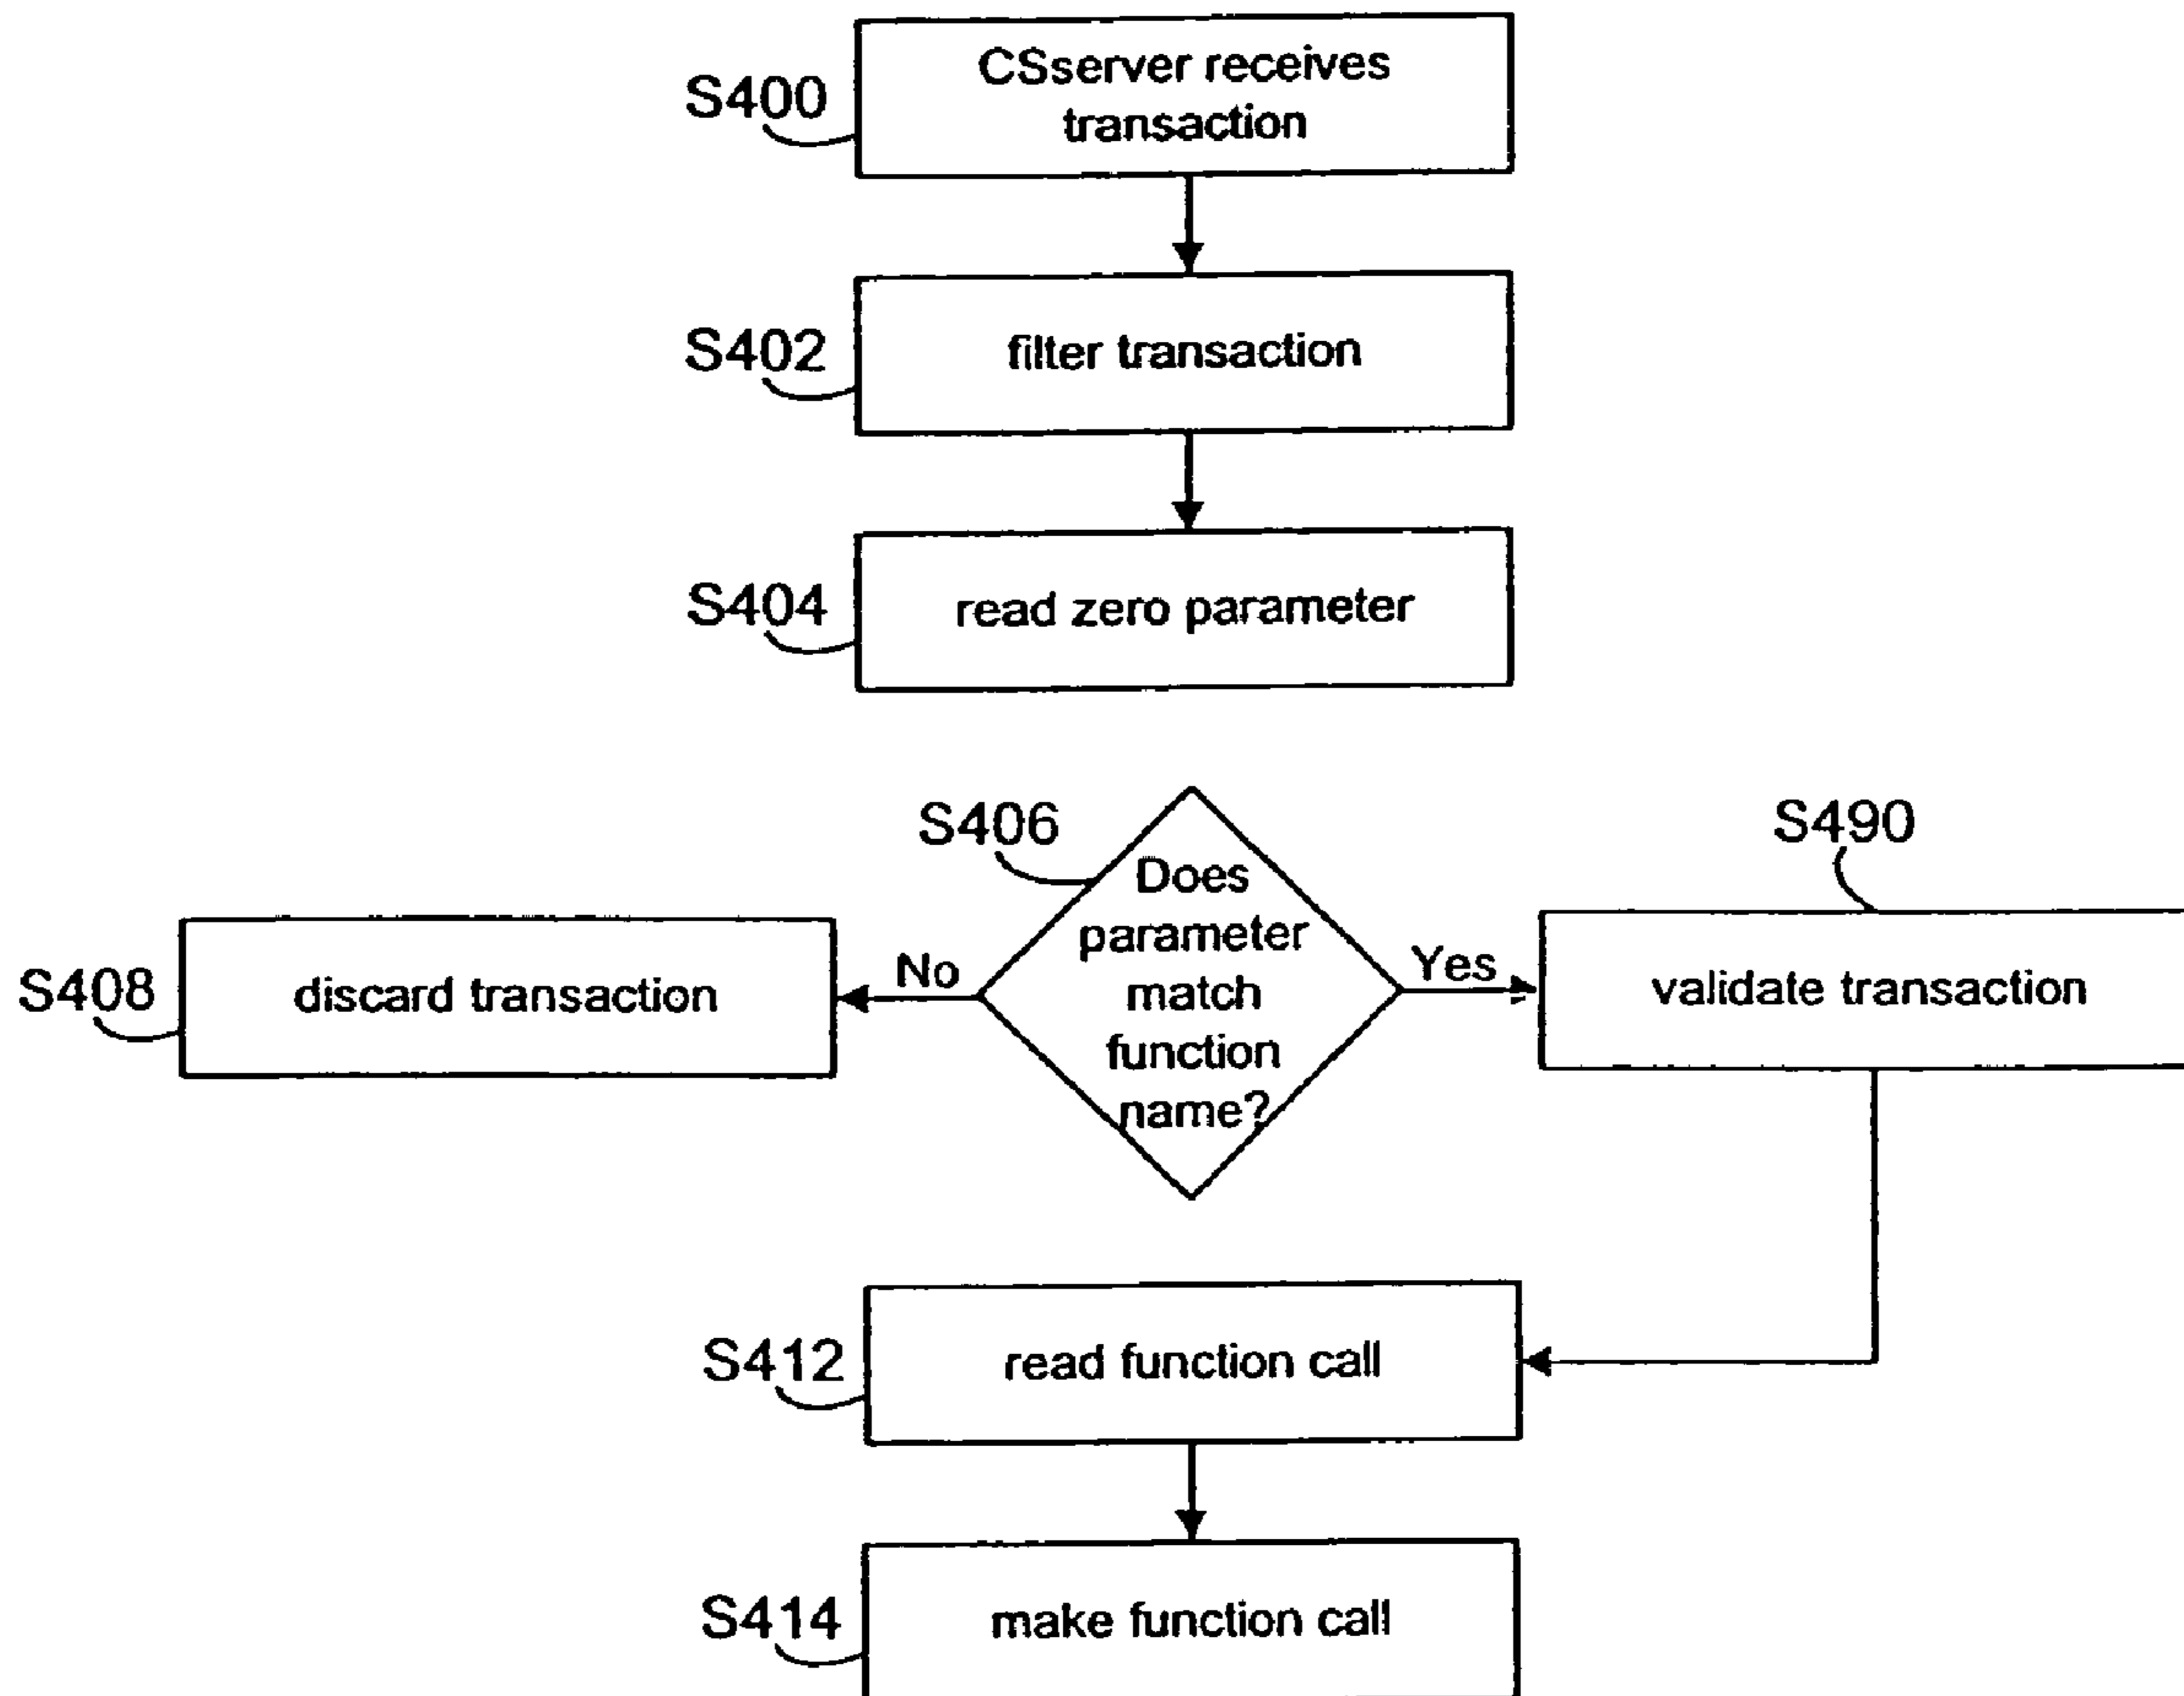 S400
CSserver receives
transaction
S402
filter transaction
S404
read zero parameter
S406
Does
parameter
match
function
name?
S490
S408
discard transaction
No
Yes
validate transaction
S412
read function call
S414
make function call